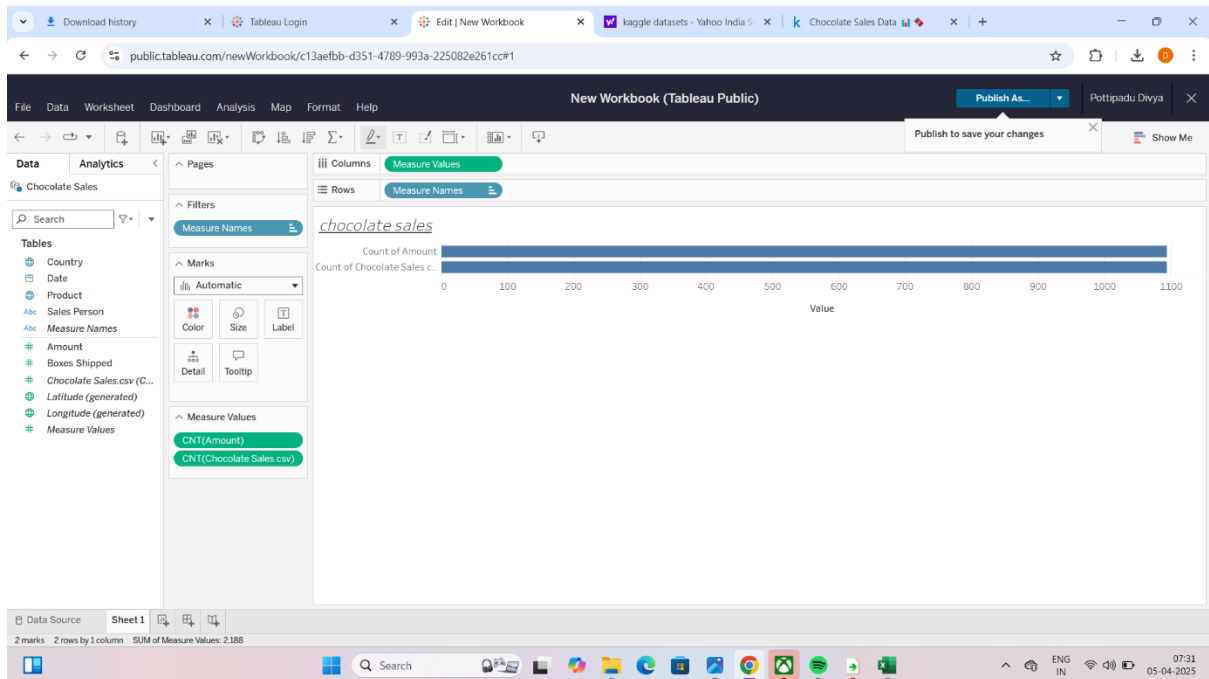 Download history
Tableau Login
Edit | New Workbook
kaggle datasets - Yahoo India S
Chocolate Sales Data
public.tableau.com/newWorkbook/c13aefbb-d351-4789-993a-225082e261cc#1
D
File Data Worksheet Dashboard Analysis Map Format Help
New Workbook (Tableau Public)
Publish As...
Pottipadu Divya
Publish to save your changes
Show Me
Data Analytics
Chocolate Sales
Search
Tables
Country
Date
Product
Abc Sales Person
Abc Measure Names
# Amount
# Boxes Shipped
# Chocolate Sales.csv (C...
Latitude (generated)
Longitude (generated)
# Measure Values
Pages
Filters
Measure Names
Marks
Automatic
Color Size Label
Detail Tooltip
Measure Values
CNT(Amount)
CNT(Chocolate Sales.csv)
Columns Measure Values
Rows Measure Names
chocolate sales
Count of Amount
Count of Chocolate Sales.c..
0 100 200 300 400 500 600 700 800 900 1000 1100
Value
Data Source Sheet 1
2 marks 2 rows by 1 column SUM of Measure Values: 2.188
Search
ENG
IN
07:31
05-04-2025